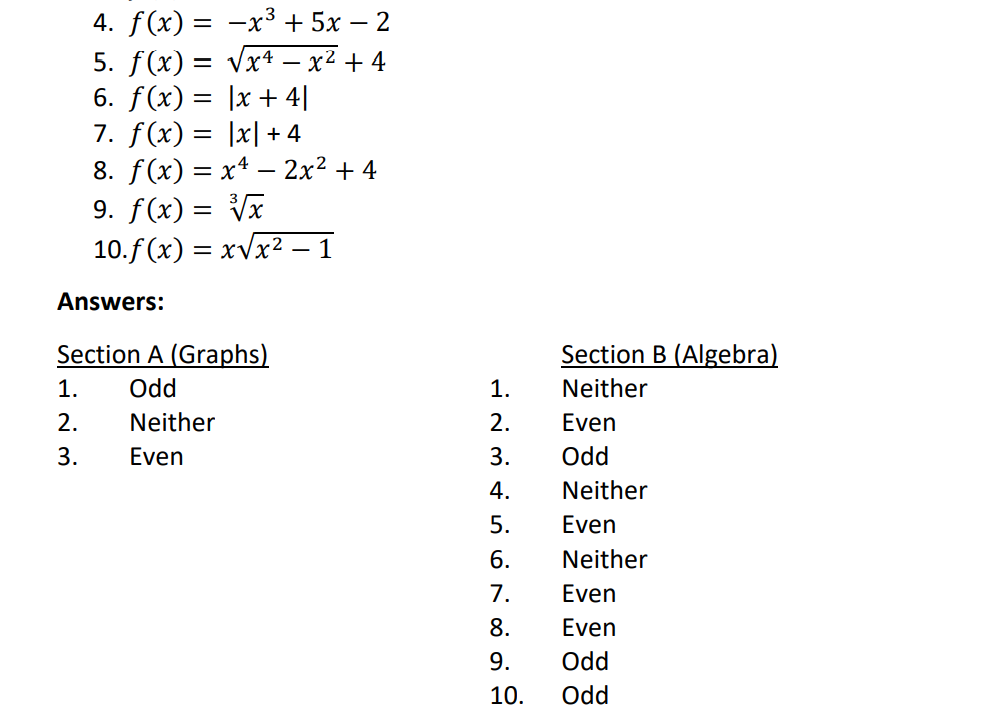 4. f(x) = −x³ + 5x − 2
5. f(x) = √(x⁴ − x²) + 4
6. f(x) = |x + 4|
7. f(x) = |x| + 4
8. f(x) = x⁴ − 2x² + 4
9. f(x) = ∛x
10. f(x) = x√(x² − 1)
Answers:
Section A (Graphs)
1. Odd
2. Neither
3. Even
Section B (Algebra)
1. Neither
2. Even
3. Odd
4. Neither
5. Even
6. Neither
7. Even
8. Even
9. Odd
10. Odd